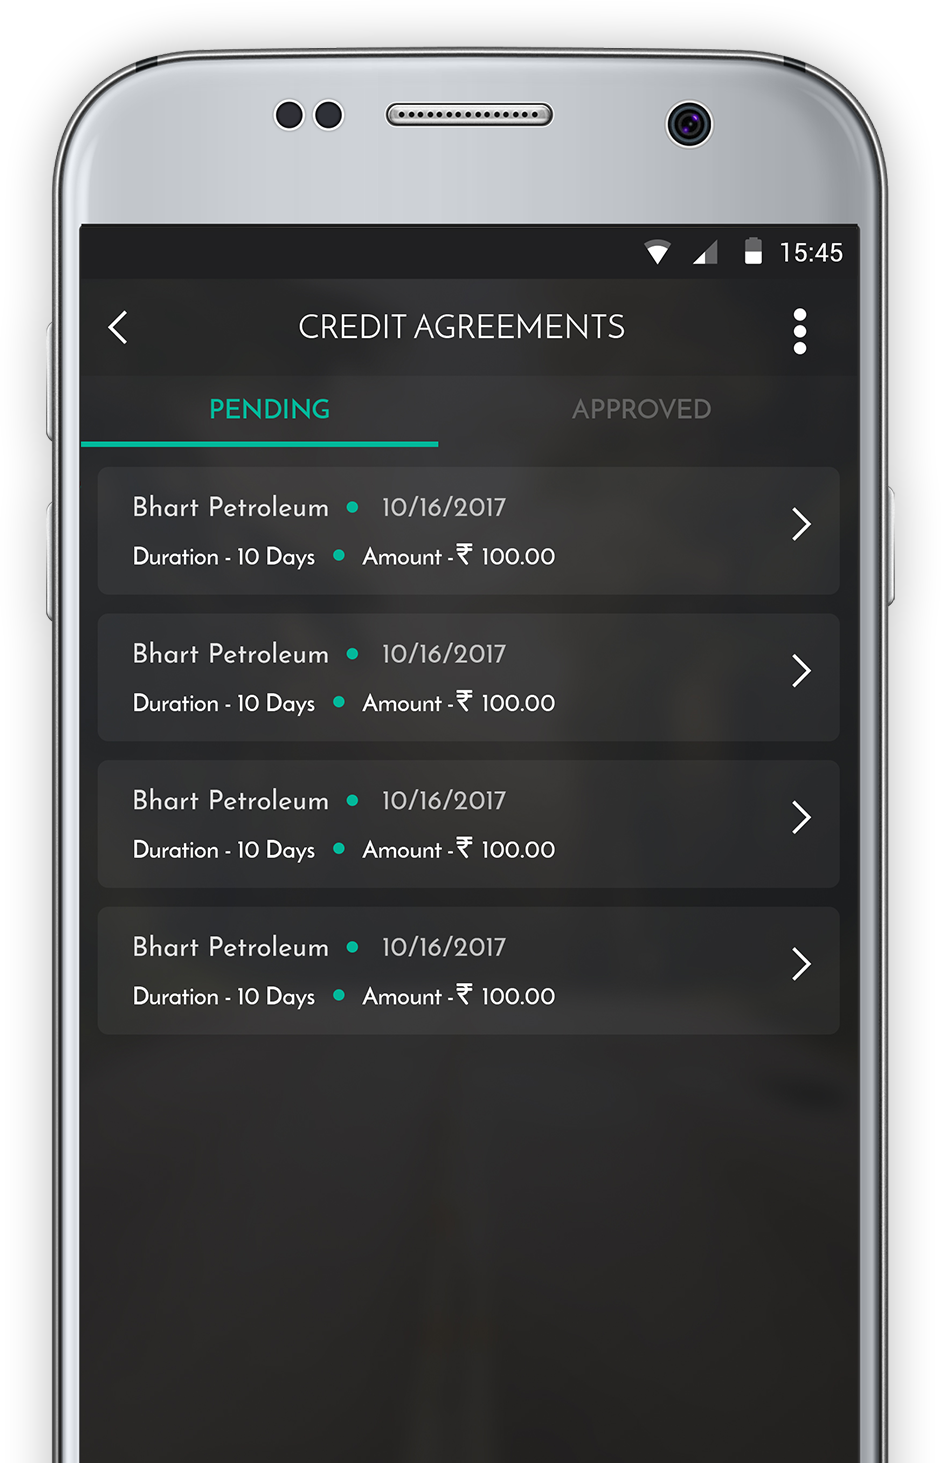 15:45
CREDIT AGREEMENTS
PENDING APPROVED
Bhart Petroleum • 10/16/2017
Duration - 10 Days • Amount -₹ 100.00
Bhart Petroleum • 10/16/2017
Duration - 10 Days • Amount -₹ 100.00
Bhart Petroleum • 10/16/2017
Duration - 10 Days • Amount -₹ 100.00
Bhart Petroleum • 10/16/2017
Duration - 10 Days • Amount -₹ 100.00